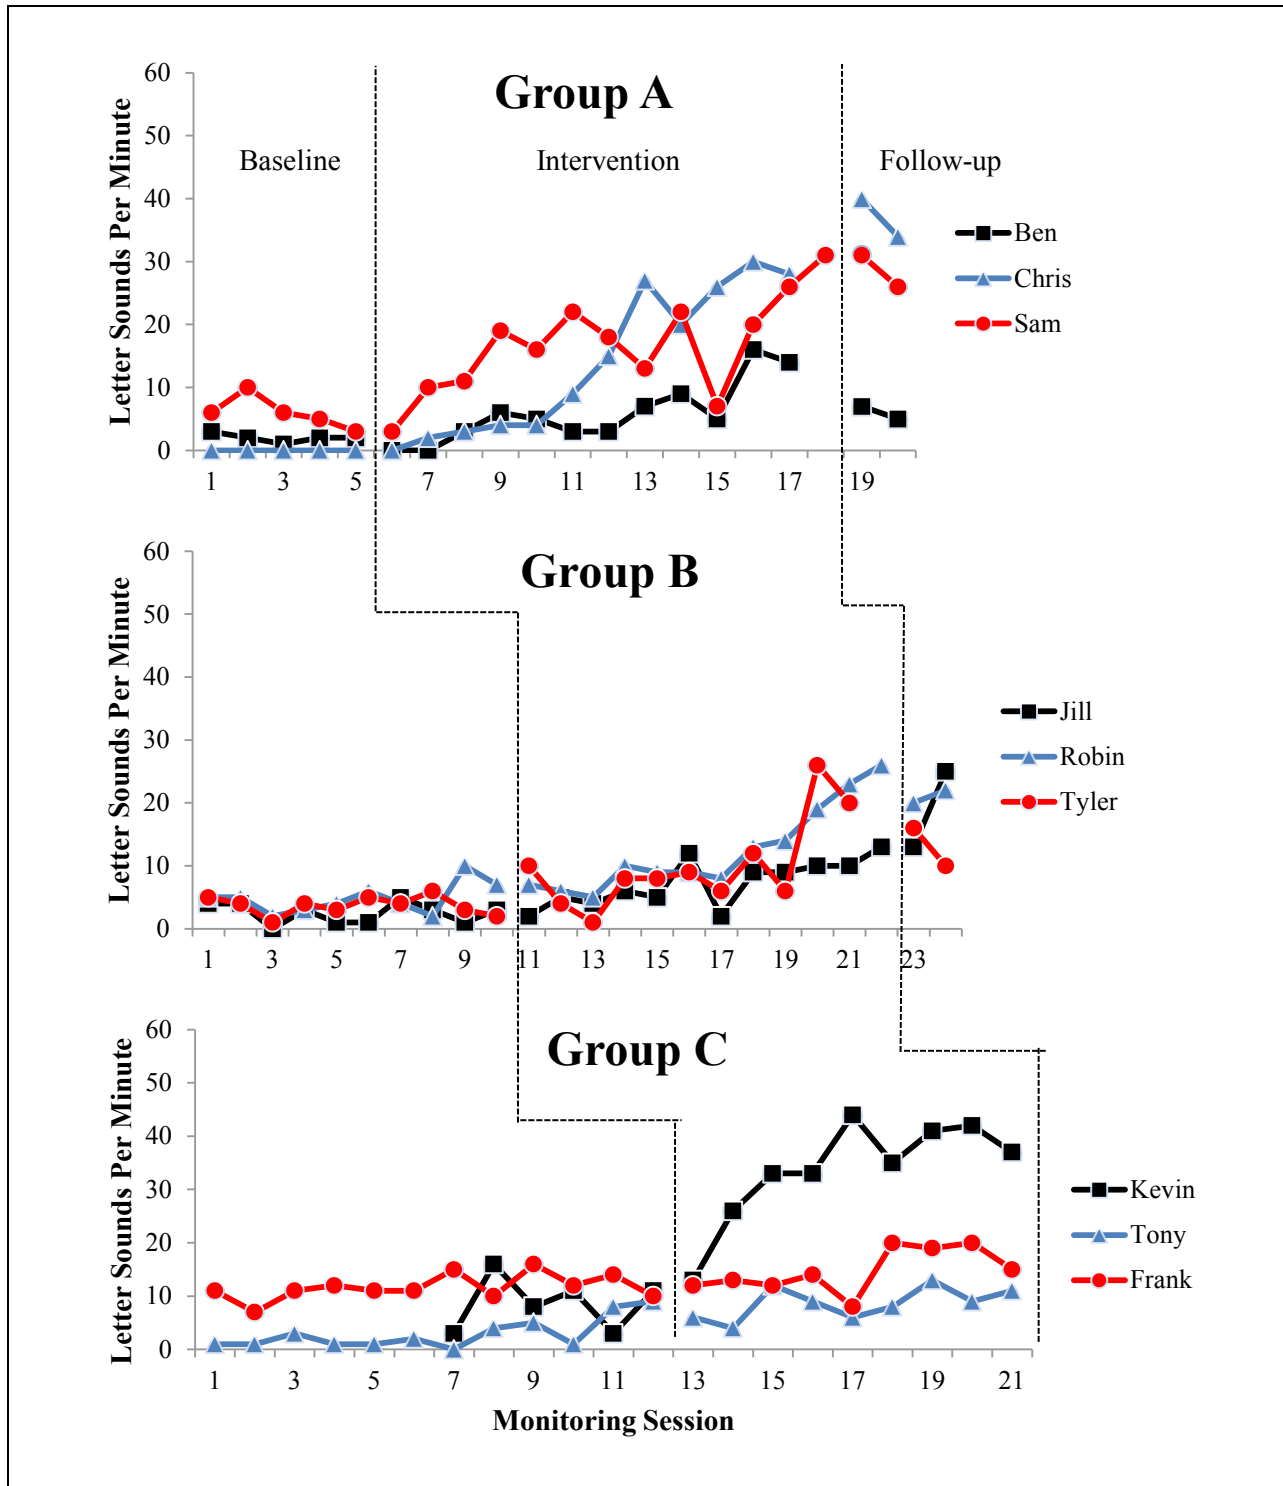 Group A
Baseline Intervention Follow-up
Letter Sounds Per Minute
60
50
40
30
20
10
0
1 3 5 7 9 11 13 15 17 19
Ben
Chris
Sam
Group B
Letter Sounds Per Minute
60
50
40
30
20
10
0
1 3 5 7 9 11 13 15 17 19 21 23
Jill
Robin
Tyler
Group C
Letter Sounds Per Minute
60
50
40
30
20
10
0
1 3 5 7 9 11 13 15 17 19 21
Kevin
Tony
Frank
Monitoring Session